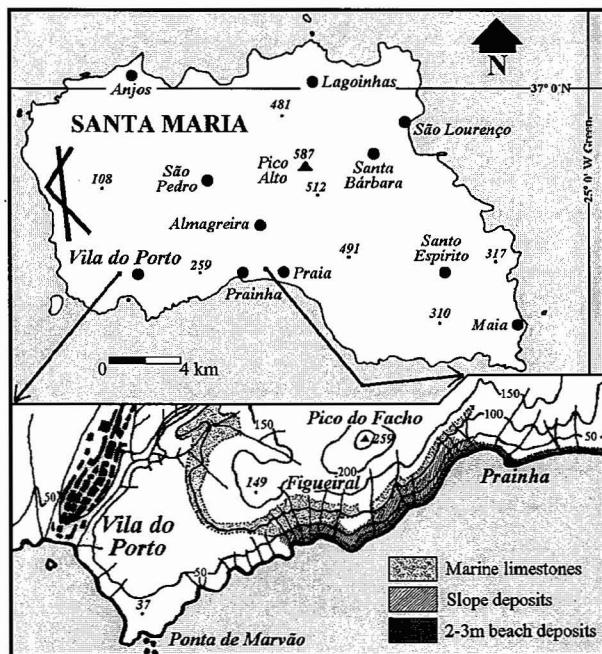 N
37° 0' N
Anjos
Lagoinhas
481
SANTA MARIA
São Lourenço
25° 0' W Green.
587
Pico
Alto
108
São
Pedro
512
Santa
Bárbara
Almagreira
Vila do Porto
259
491
Santo
Espírito
317
Prainha
Praia
310
Maia
0 4 km
150
Pico do Facho
259
150
100
50
200
149
Figueiral
Prainha
50
Vila do
Porto
50
37
Ponta de Marvão
Marine limestones
Slope deposits
2-3m beach deposits